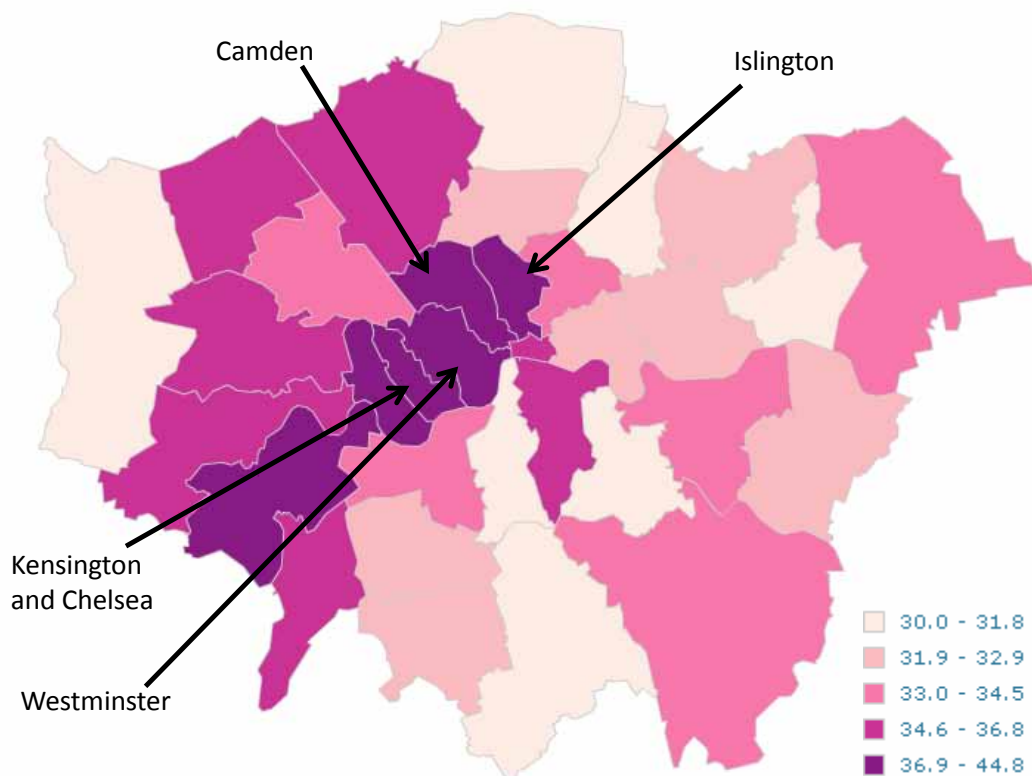 Camden
Islington
Kensington
and Chelsea
Westminster
30.0 - 31.8
31.9 - 32.9
33.0 - 34.5
34.6 - 36.8
36.9 - 44.8